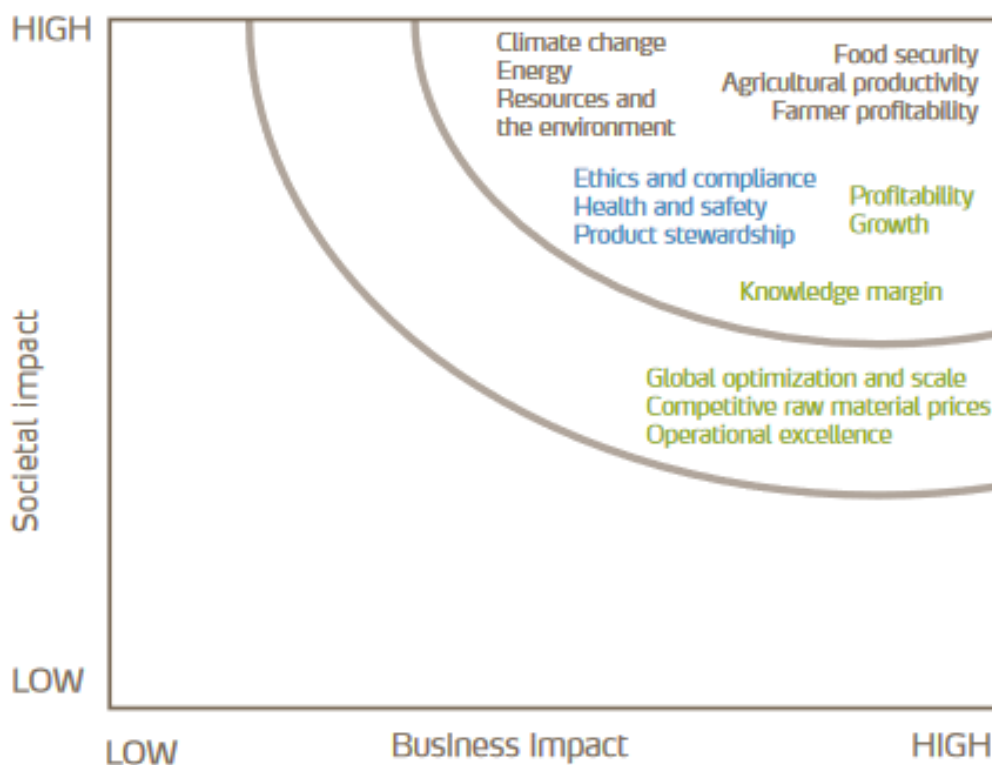 HIGH
Climate change
Energy
Resources and
the environment
Food security
Agricultural productivity
Farmer profitability
Ethics and compliance
Health and safety
Product stewardship
Profitability
Growth
Knowledge margin
Societal impact
Global optimization and scale
Competitive raw material prices
Operational excellence
LOW
LOW
Business impact
HIGH